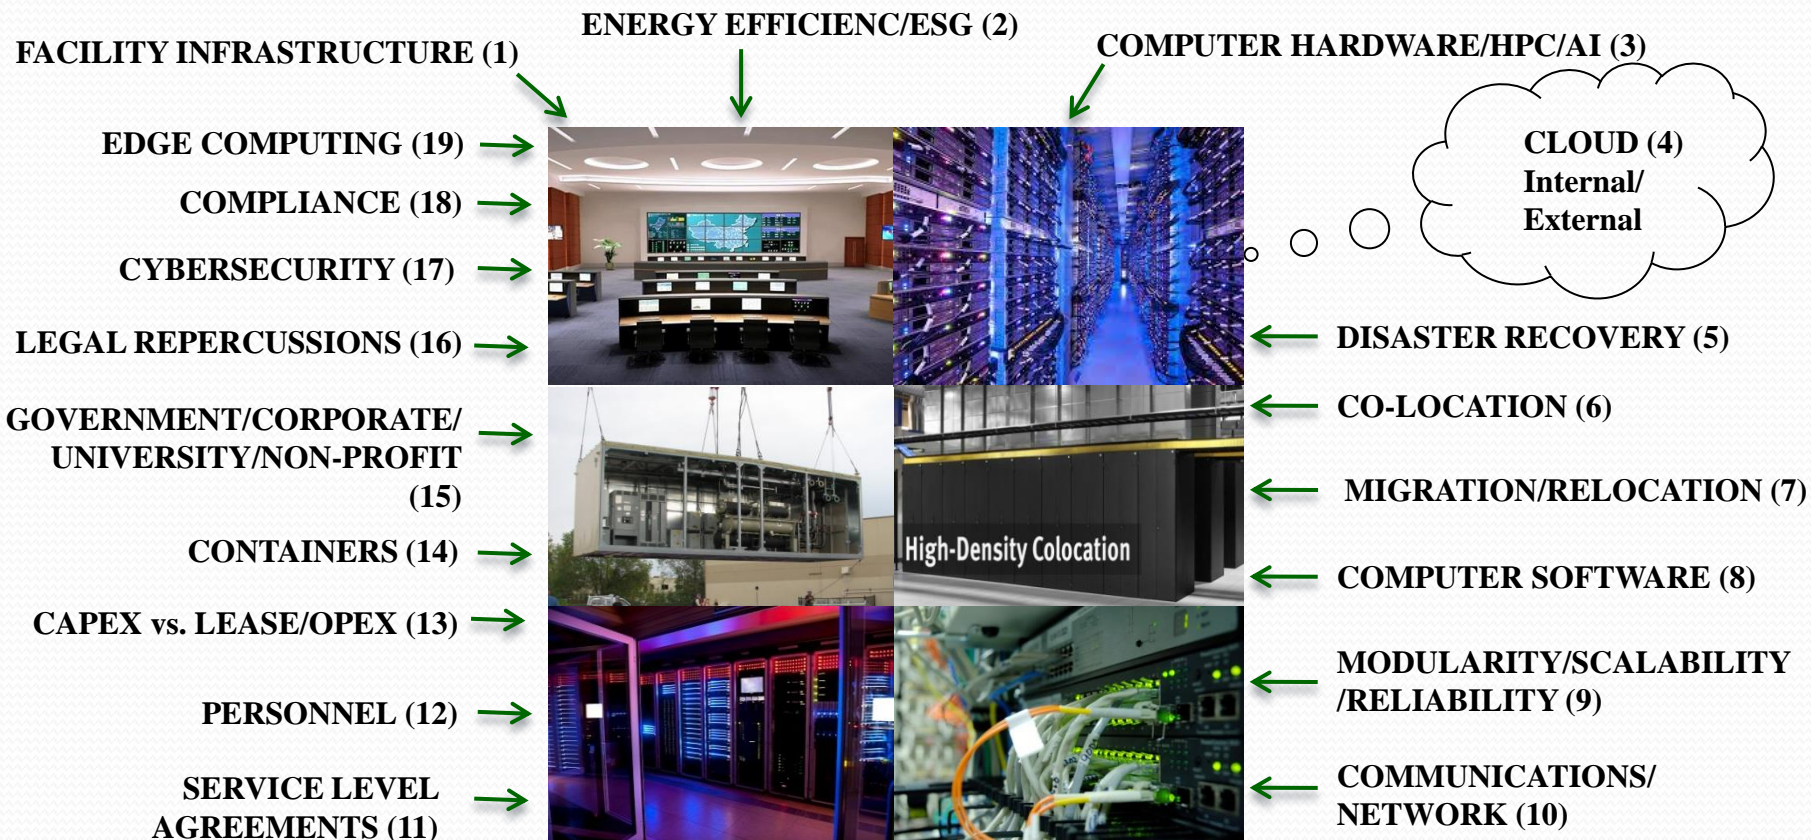 FACILITY INFRASTRUCTURE (1)
ENERGY EFFICIENC/ESG (2)
COMPUTER HARDWARE/HPC/AI (3)
CLOUD (4)
Internal/
External
DISASTER RECOVERY (5)
CO-LOCATION (6)
MIGRATION/RELOCATION (7)
COMPUTER SOFTWARE (8)
MODULARITY/SCALABILITY
/RELIABILITY (9)
COMMUNICATIONS/
NETWORK (10)
SERVICE LEVEL
AGREEMENTS (11)
PERSONNEL (12)
CAPEX vs. LEASE/OPEX (13)
CONTAINERS (14)
GOVERNMENT/CORPORATE/
UNIVERSITY/NON-PROFIT
(15)
LEGAL REPERCUSSIONS (16)
CYBERSECURITY (17)
COMPLIANCE (18)
EDGE COMPUTING (19)
High-Density Colocation